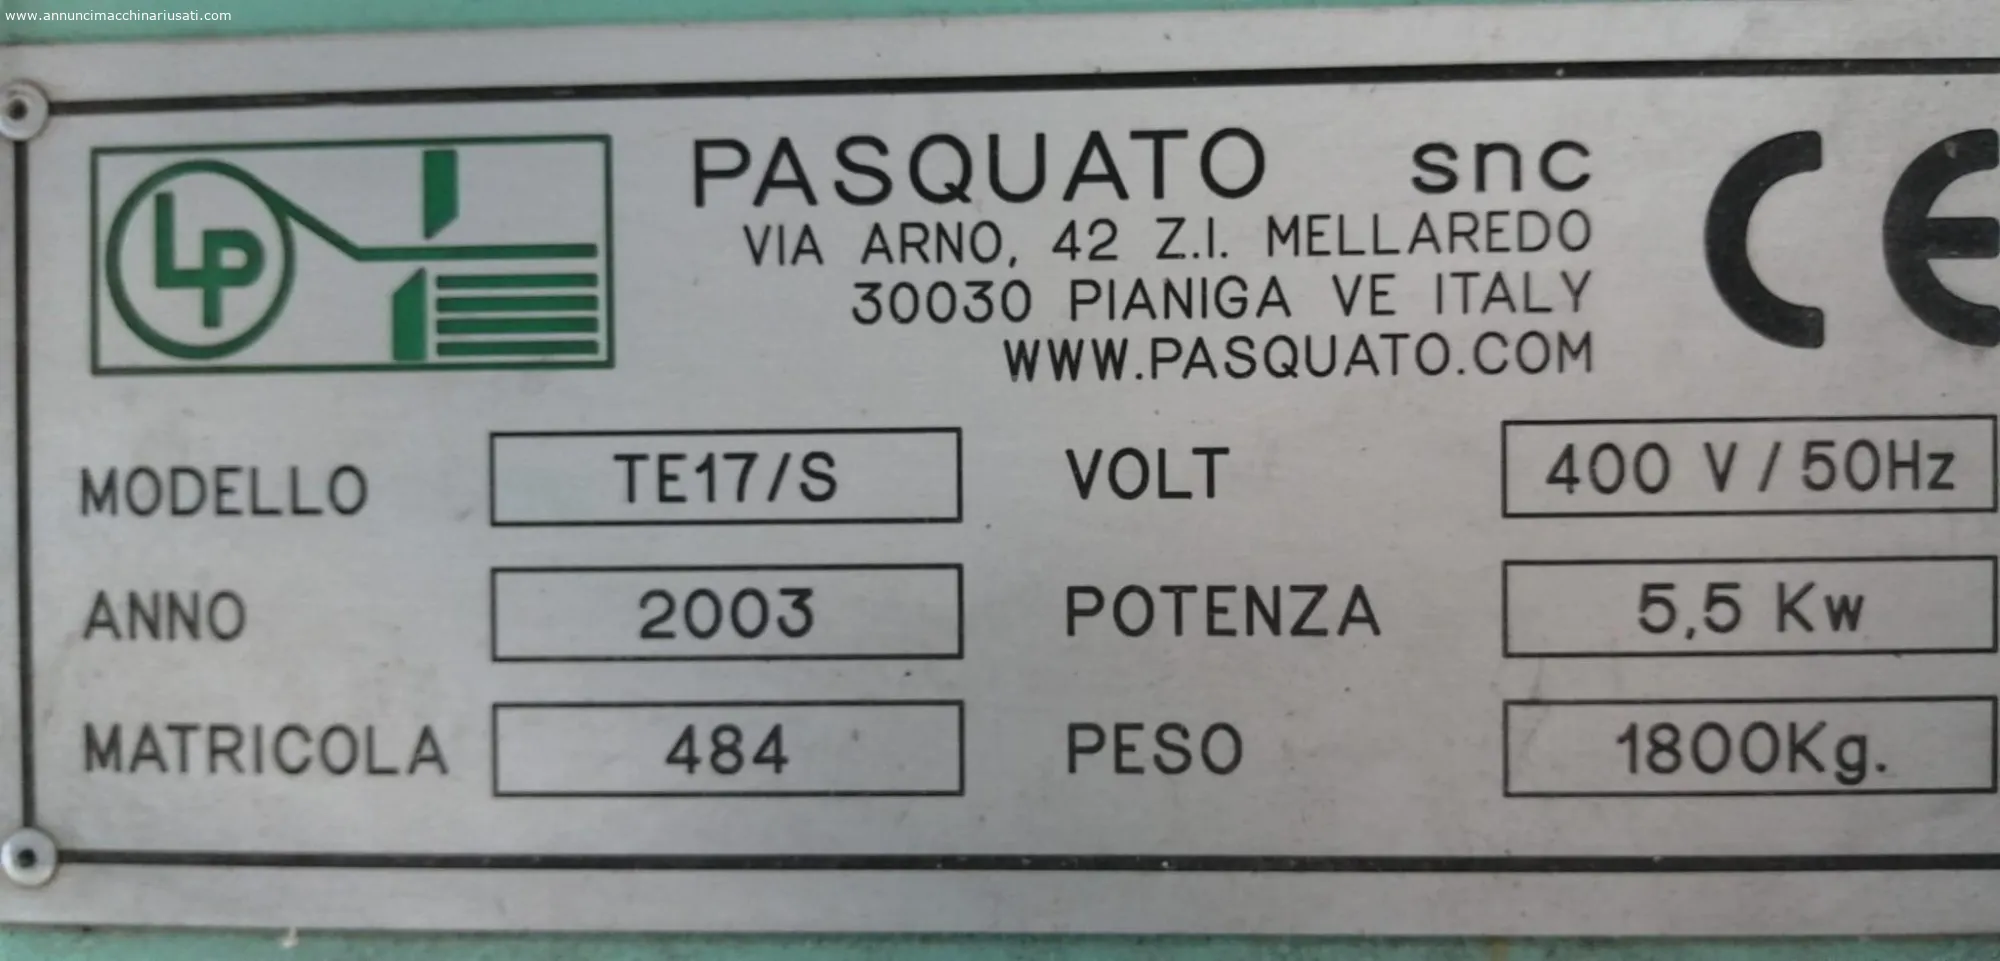 www.annuncimacchinariusati.com
LP
PASQUATO snc
VIA ARNO, 42 Z.I. MELLAREDO
30030 PIANIGA VE ITALY
WWW.PASQUATO.COM
CE
MODELLO TE17/S VOLT 400 V / 50Hz
ANNO 2003 POTENZA 5,5 Kw
MATRICOLA 484 PESO 1800Kg.